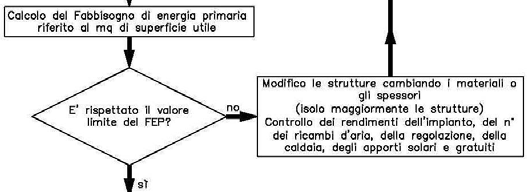 Calcolo del Fabbisogno di energia primaria
riferito al mq di superficie utile
E' rispettato il valore
limite del FEP?
no
Modifico le strutture cambiando i materiali o
gli spessori
(isolo maggiormente le strutture)
Controllo dei rendimenti dell'impianto, del n°
dei ricambi d'aria, della regolazione, della
caldaia, degli apporti solari e gratuiti
sì